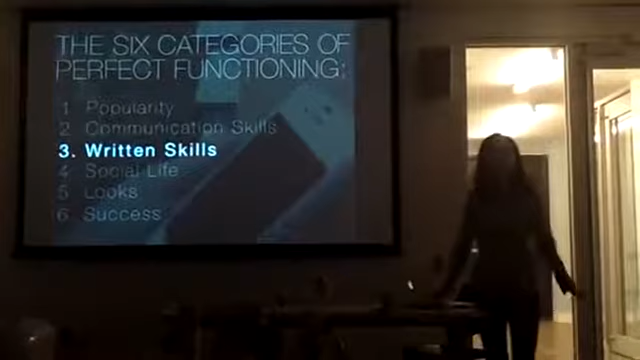 THE SIX CATEGORIES OF
PERFECT FUNCTIONING:
1 Popularity
2 Communication Skills
3. Written Skills
4 Social Life
5 Looks
6 Success